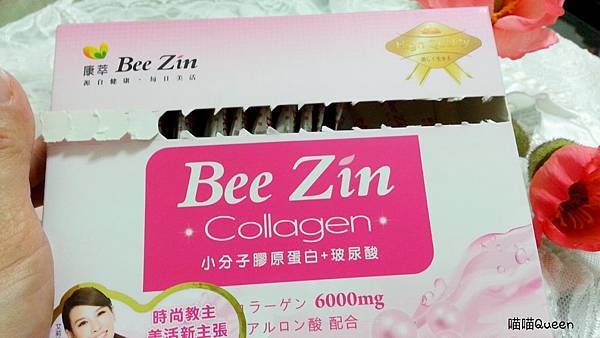 康萃 Bee Zin
源自健康・每日美活
Bee Zin
Collagen
小分子膠原蛋白+玻尿酸
コラーゲン 6000mg
アルロン酸 配合
時尚教主
美活新主張
喵喵Queen